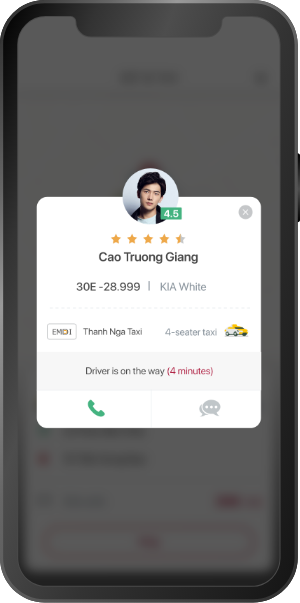 4.5
Cao Truong Giang
30E -28.999 | KIA White
EMDDI Thanh Nga Taxi 4-seater taxi
Driver is on the way (4 minutes)